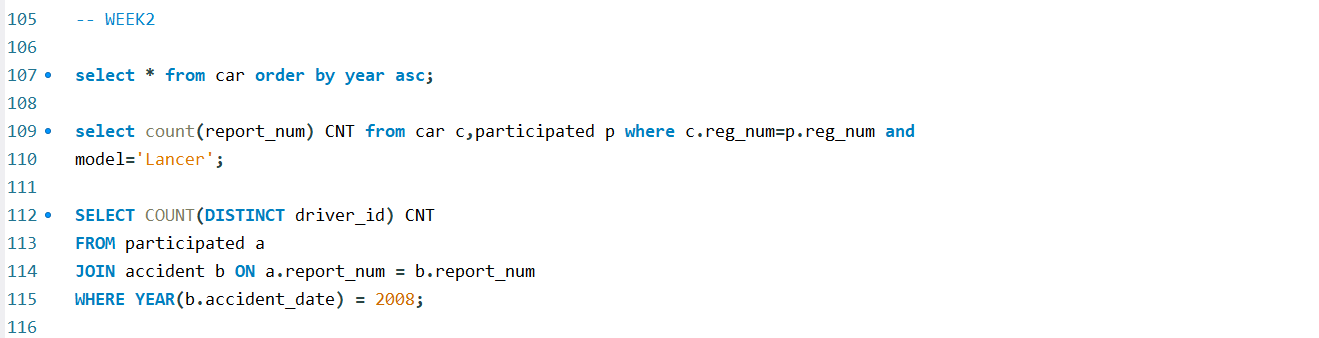 105 -- WEEK2
106
107 select * from car order by year asc;
108
109 select count(report_num) CNT from car c,participated p where c.reg_num=p.reg_num and
110 model='Lancer';
111
112 SELECT COUNT(DISTINCT driver_id) CNT
113 FROM participated a
114 JOIN accident b ON a.report_num = b.report_num
115 WHERE YEAR(b.accident_date) = 2008;
116